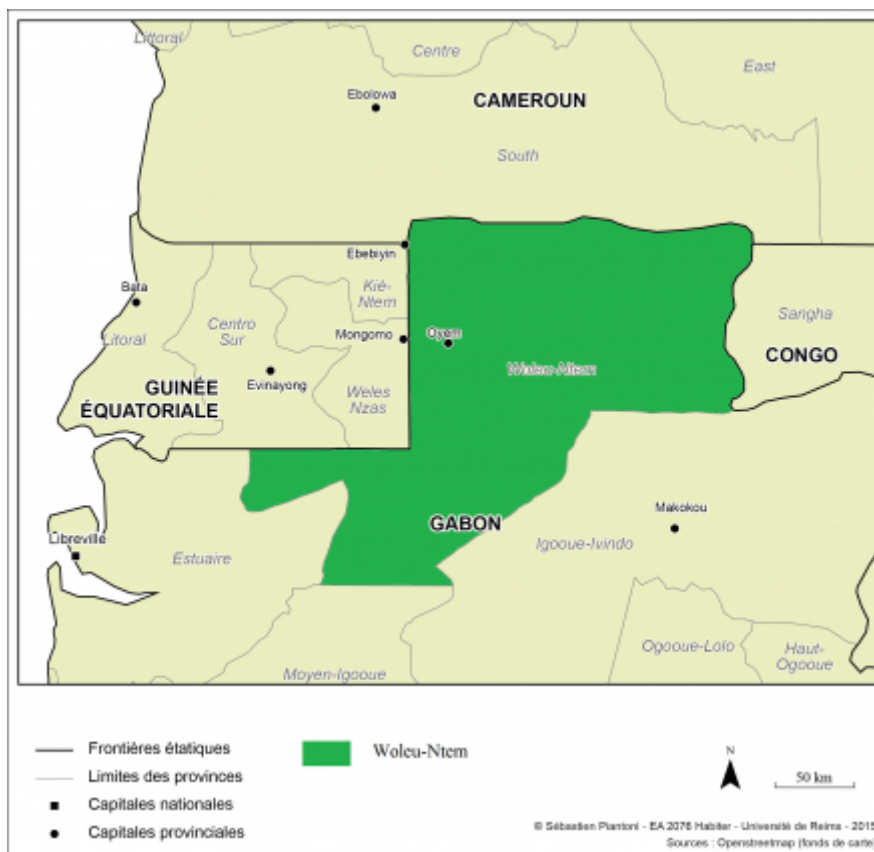 Littoral
Centre
East
Ebolowa
CAMEROUN
South
Ebebiyin
Bata
Kié-
Ntem
Sangha
Litoral
Centro
Sur
Mongomo
Oyem
CONGO
Woleu-Ntem
Evinayong
Weles
Nzas
GUINÉE
ÉQUATORIALE
Makokou
GABON
Libreville
Estuaire
Igooue-Ivindo
Ogooue-Lolo
Haut-
Ogooue
Moyen-Igooue
Frontières étatiques
Woleu-Ntem
N
Limites des provinces
50 km
Capitales nationales
Capitales provinciales
© Sébastien Piantoni - EA 2076 Habiter - Université de Reims - 2015
Sources : Openstreetmap (fonds de carte)